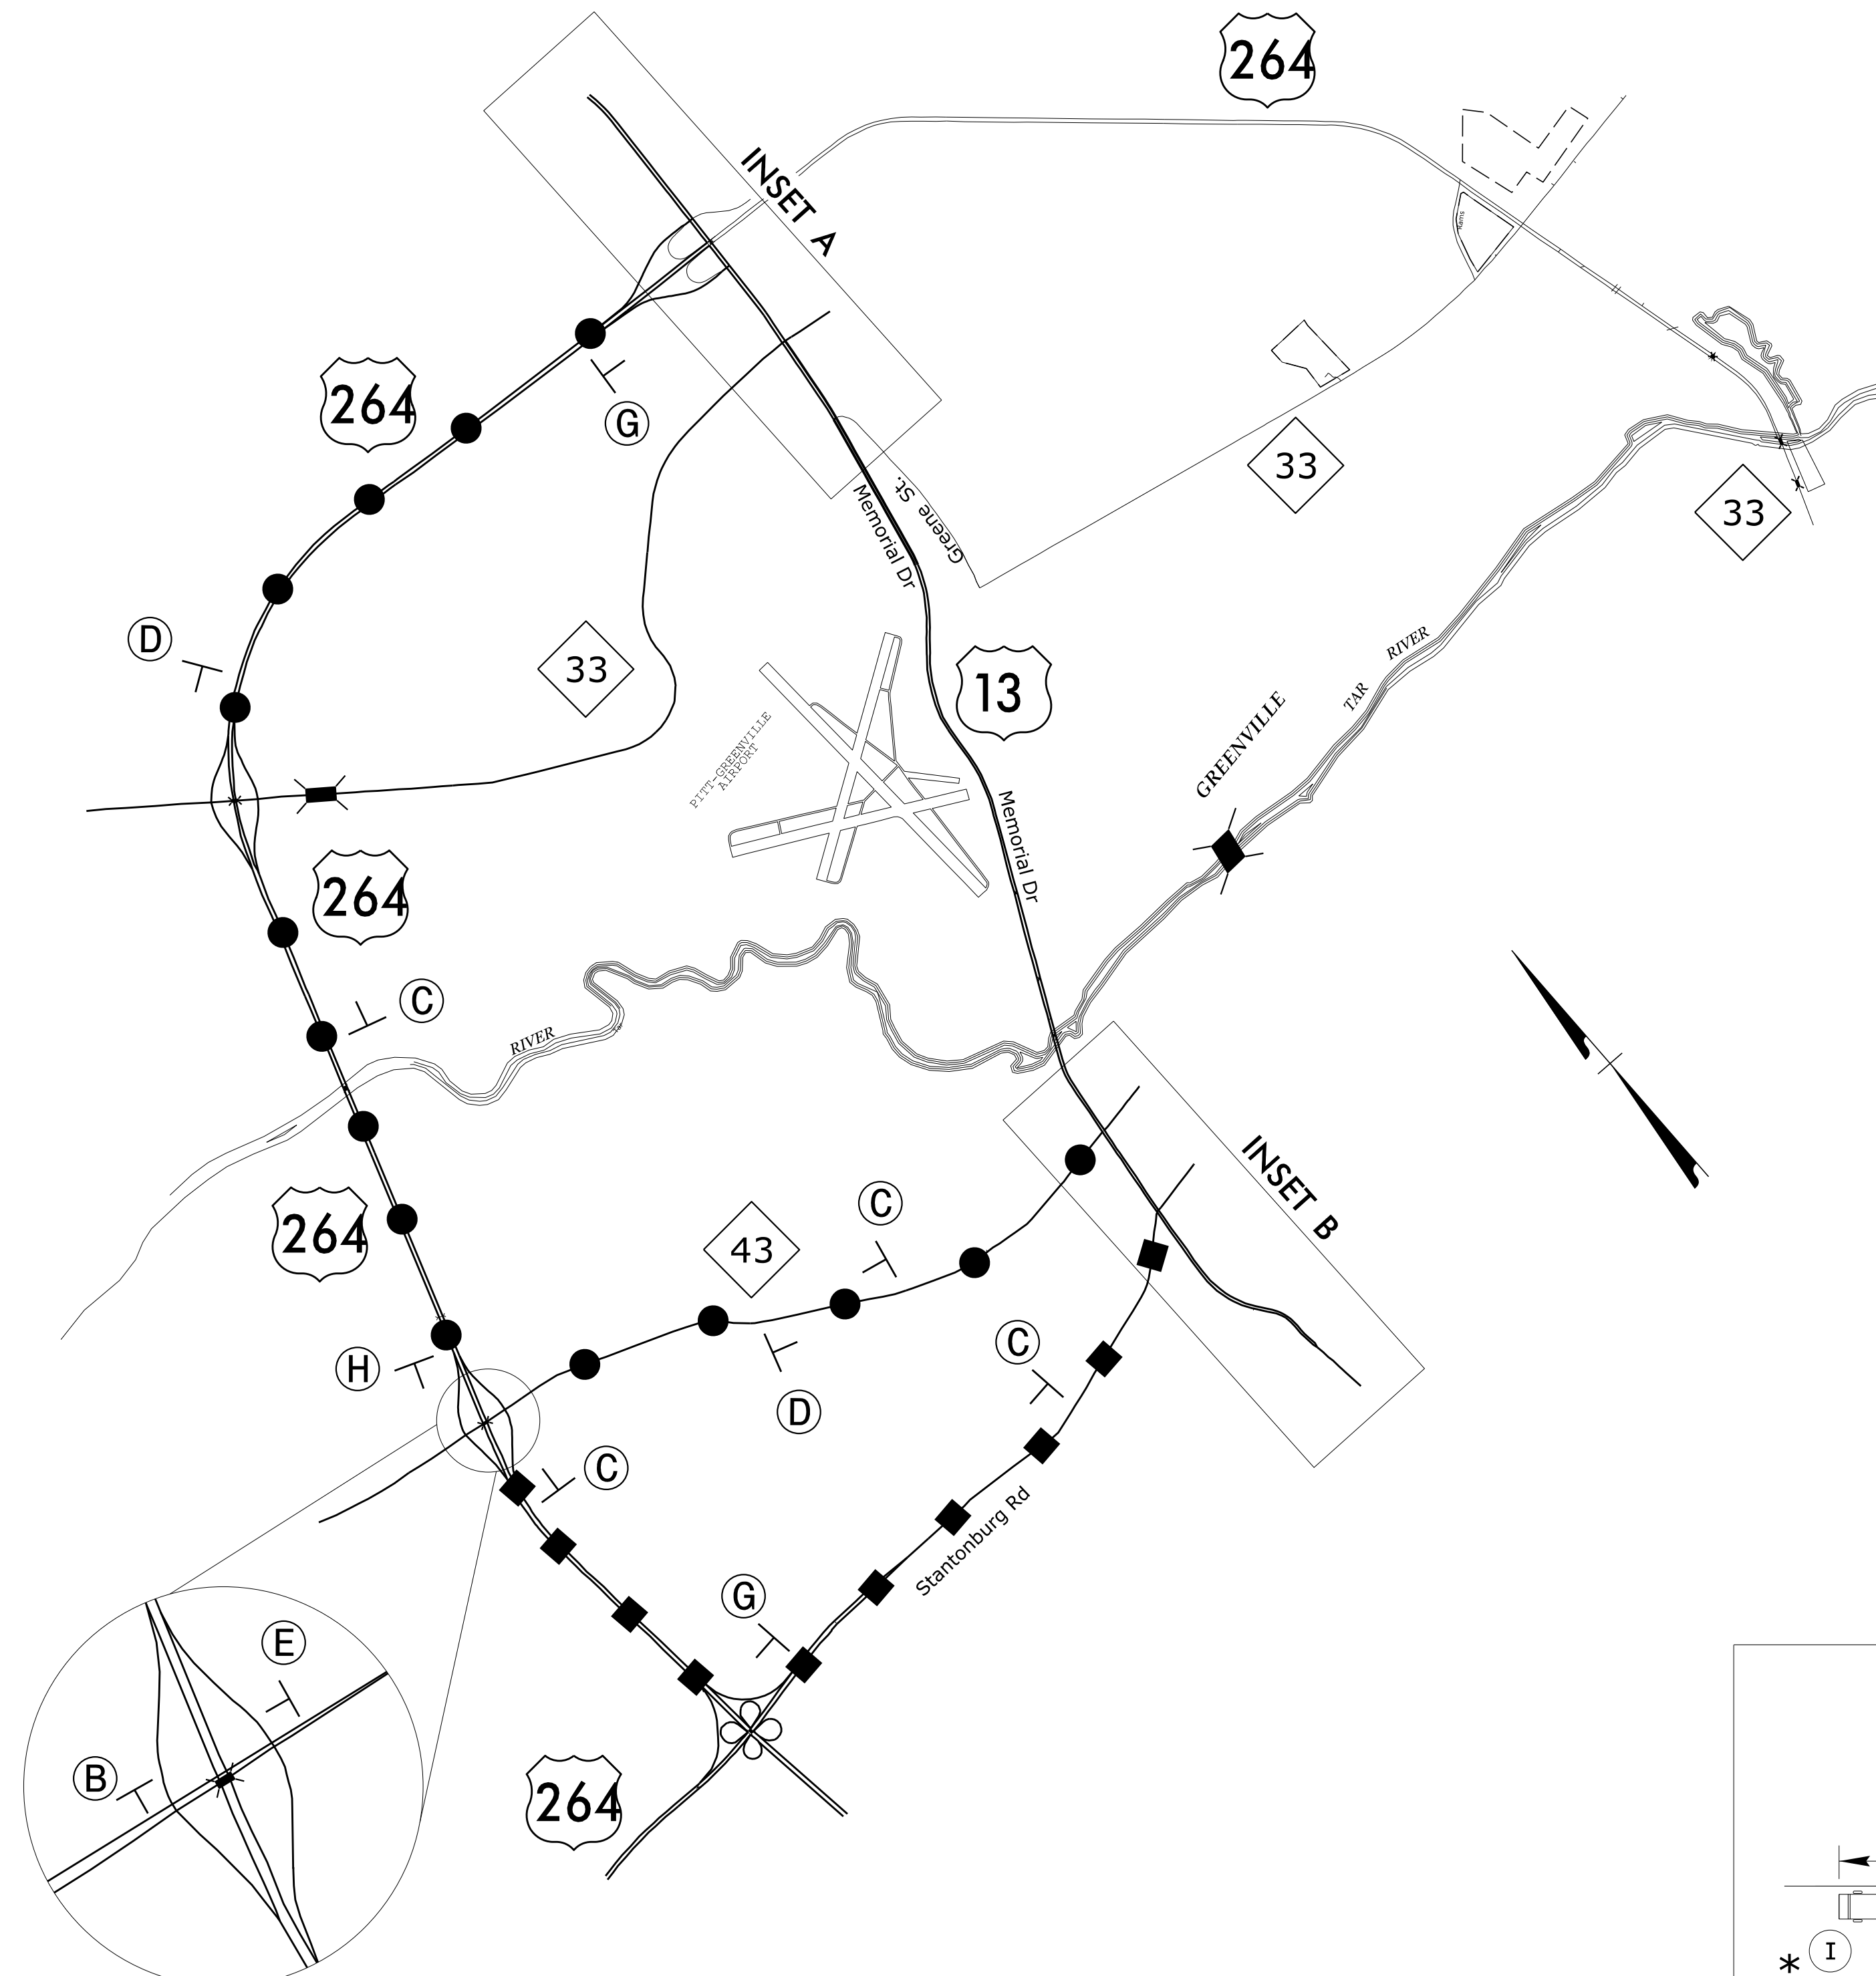 264
INSET A
Rams
264
G
33
33
Greene St.
Memorial Dr
D
33
13
RIVER
TAR
GREENVILLE
PITT-GREENVILLE
AIRPORT
Memorial Dr
264
C
RIVER
INSET B
264
C
43
H
C
D
C
Stantonburg Rd
G
E
B
264
* I